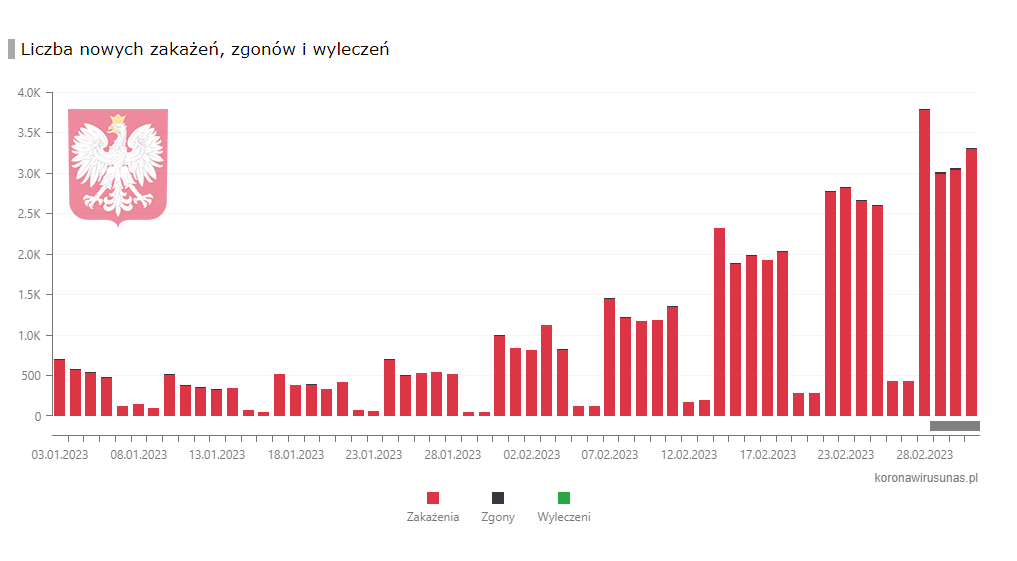 Liczba nowych zakażeń, zgonów i wyleczeń
4.0K
3.5K
3.0K
2.5K
2.0K
1.5K
1.0K
500
0
03.01.2023 08.01.2023 13.01.2023 18.01.2023 23.01.2023 28.01.2023 02.02.2023 07.02.2023 12.02.2023 17.02.2023 23.02.2023 28.02.2023
koronawirusunas.pl
Zakażenia Zgony Wyleczeni